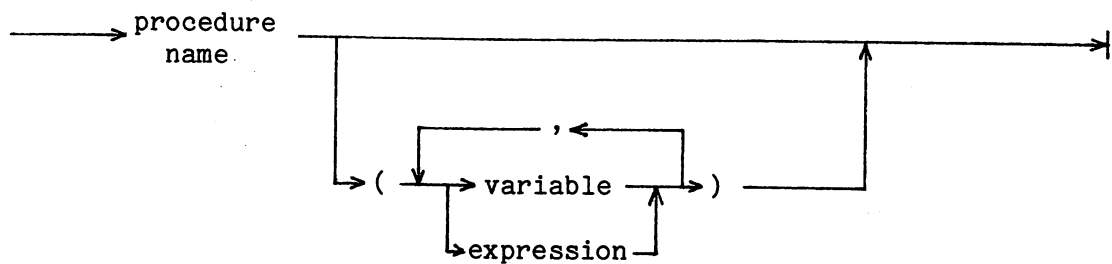 procedure
name
,
( variable )
expression